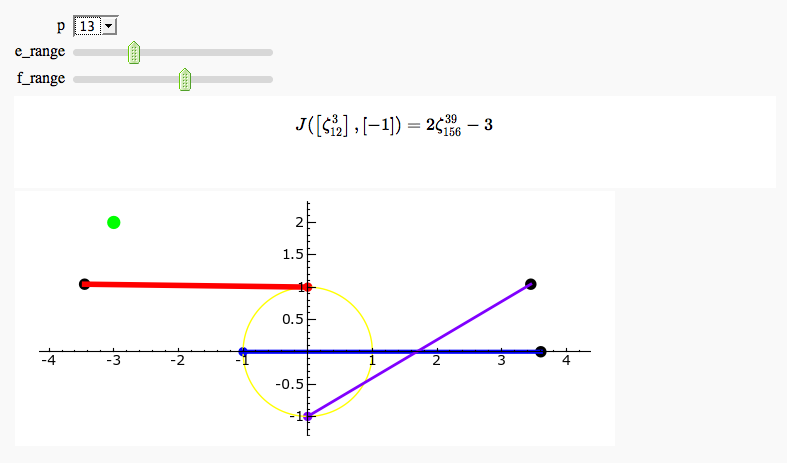 p 13
e_range
f_range
J([ζ₁₂³], [−1]) = 2ζ₁₅₆³⁹ − 3
2
1.5
1
0.5
-4 -3 -2 -1 1 2 3 4
-0.5
-1